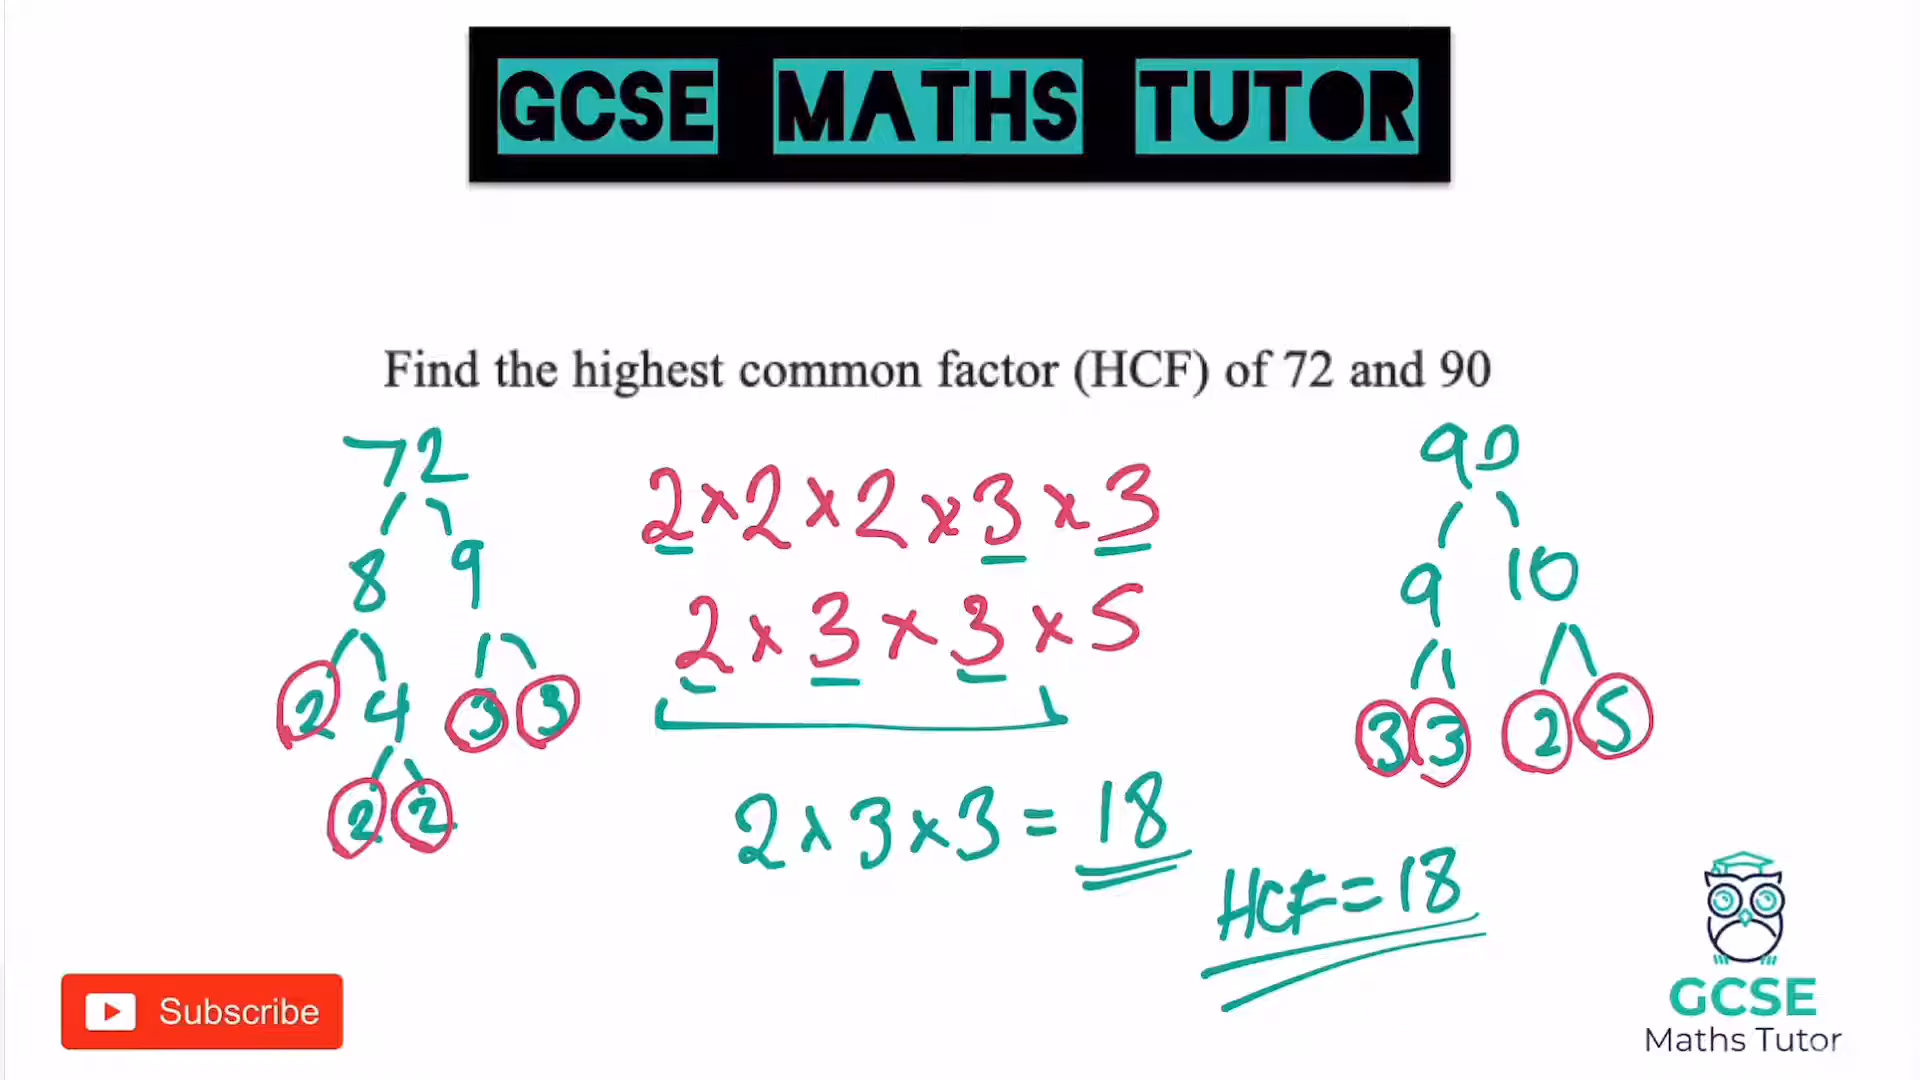 GCSE MATHS TUTOR
Find the highest common factor (HCF) of 72 and 90
72
8 9
2 4 3 3
2 2
2 × 2 × 2 × 3 × 3
2 × 3 × 3 × 5
2 × 3 × 3 = 18
90
9 10
3 3 2 5
HCF = 18
Subscribe
GCSE
Maths Tutor